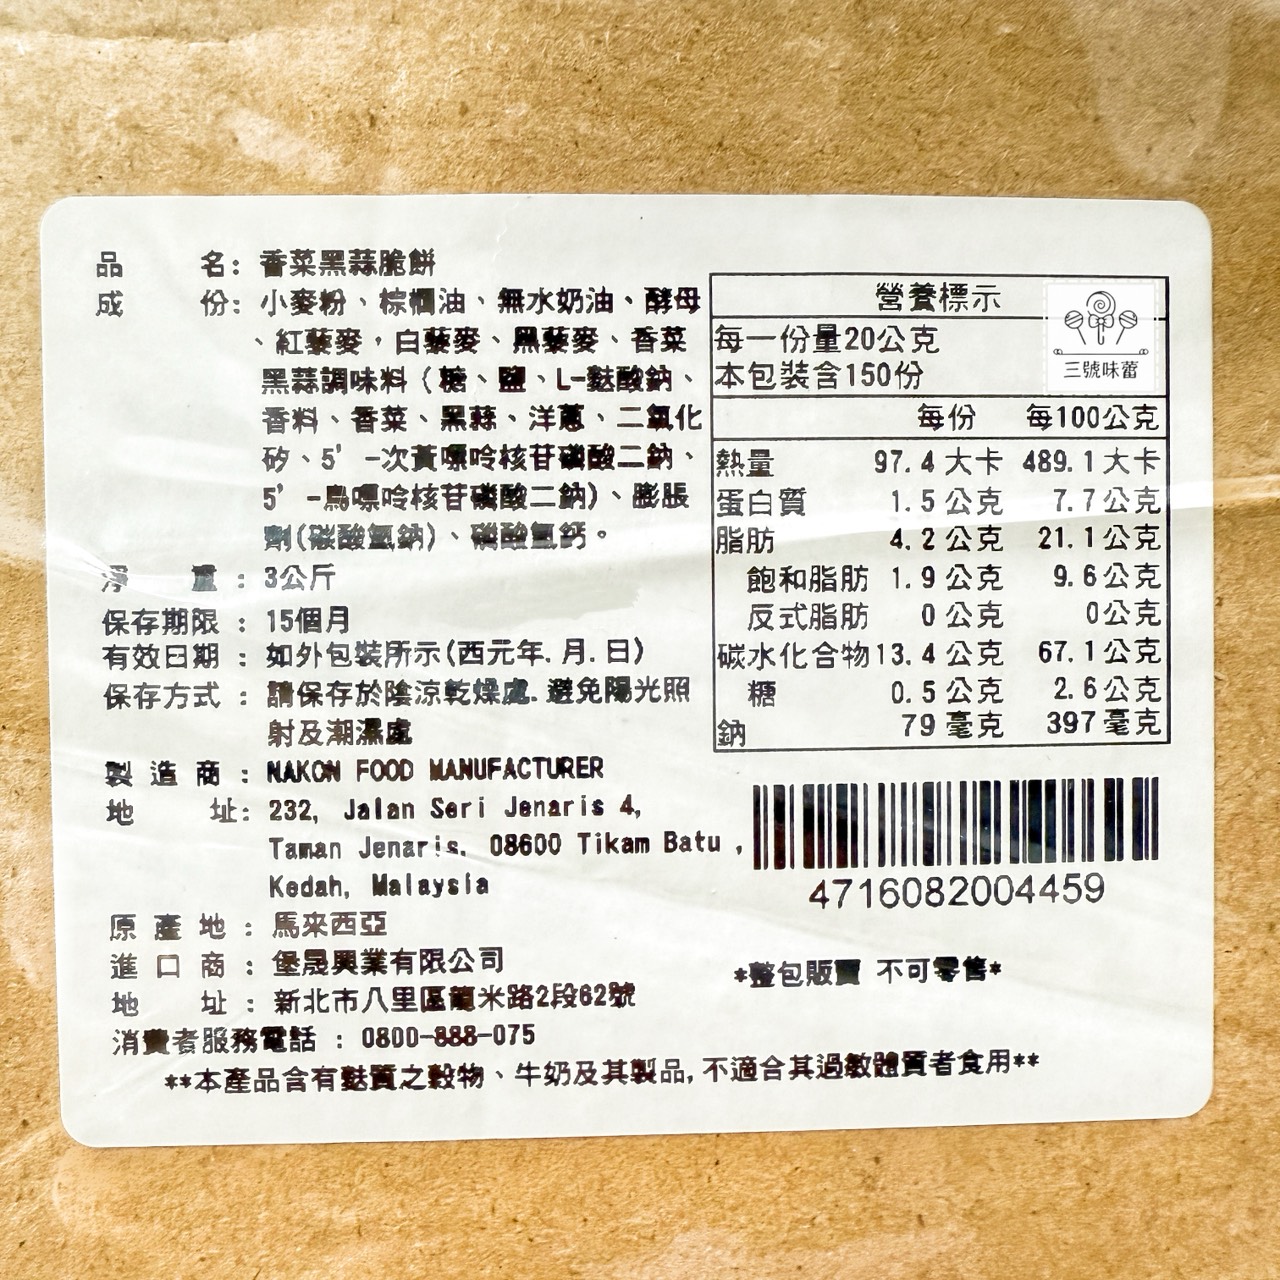 品 名: 香菜黑蒜脆餅
成 份: 小麥粉、棕櫚油、無水奶油、酵母
、紅藜麥，白藜麥、黑藜麥、香菜
黑蒜調味料（糖、鹽、L-麩酸鈉、
香料、香菜、黑蒜、洋蔥、二氧化
矽、5'-次黃嘌呤核苷磷酸二鈉、
5'-鳥嘌呤核苷磷酸二鈉)、膨脹
劑(碳酸氫鈉)、磷酸氫鈣。
淨 重: 3公斤
保存期限: 15個月
有效日期: 如外包裝所示(西元年.月.日)
保存方式: 請保存於陰涼乾燥處.避免陽光照
射及潮濕處
製造商: NAKON FOOD MANUFACTURER
地 址: 232, Jalan Seri Jenaris 4,
Taman Jenaris, 08600 Tikam Batu ,
Kedah, Malaysia
原產地: 馬來西亞
進口商: 堡晟興業有限公司
地 址: 新北市八里區龍米路2段62號
消費者服務電話: 0800-888-075
**本產品含有麩質之穀物、牛奶及其製品,不適合其過敏體質者食用**
營養標示
每一份量20公克
本包裝含150份
每份 每100公克
熱量 97.4大卡 489.1大卡
蛋白質 1.5公克 7.7公克
脂肪 4.2公克 21.1公克
飽和脂肪 1.9公克 9.6公克
反式脂肪 0公克 0公克
碳水化合物 13.4公克 67.1公克
糖 0.5公克 2.6公克
鈉 79毫克 397毫克
三號味蕾
4716082004459
*整包販賣 不可零售*